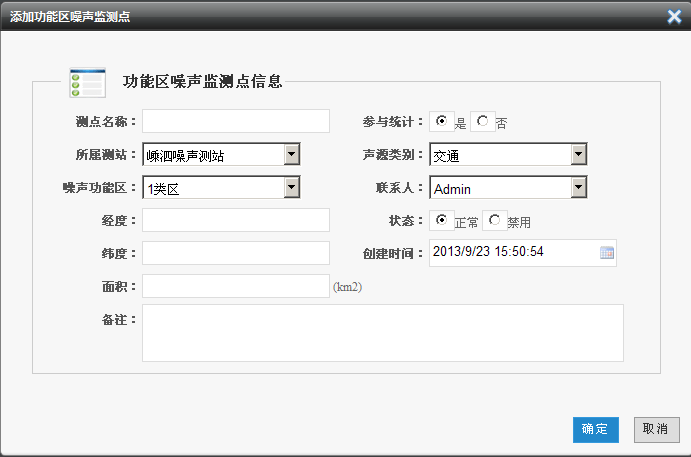 添加功能区噪声监测点
功能区噪声监测点信息
测点名称： 参与统计： 是 否
所属测站： 嵊泗噪声测站 声源类别： 交通
噪声功能区： 1类区 联系人： Admin
经度： 状态： 正常 禁用
纬度： 创建时间： 2013/9/23 15:50:54
面积： (km2)
备注：
确定 取消